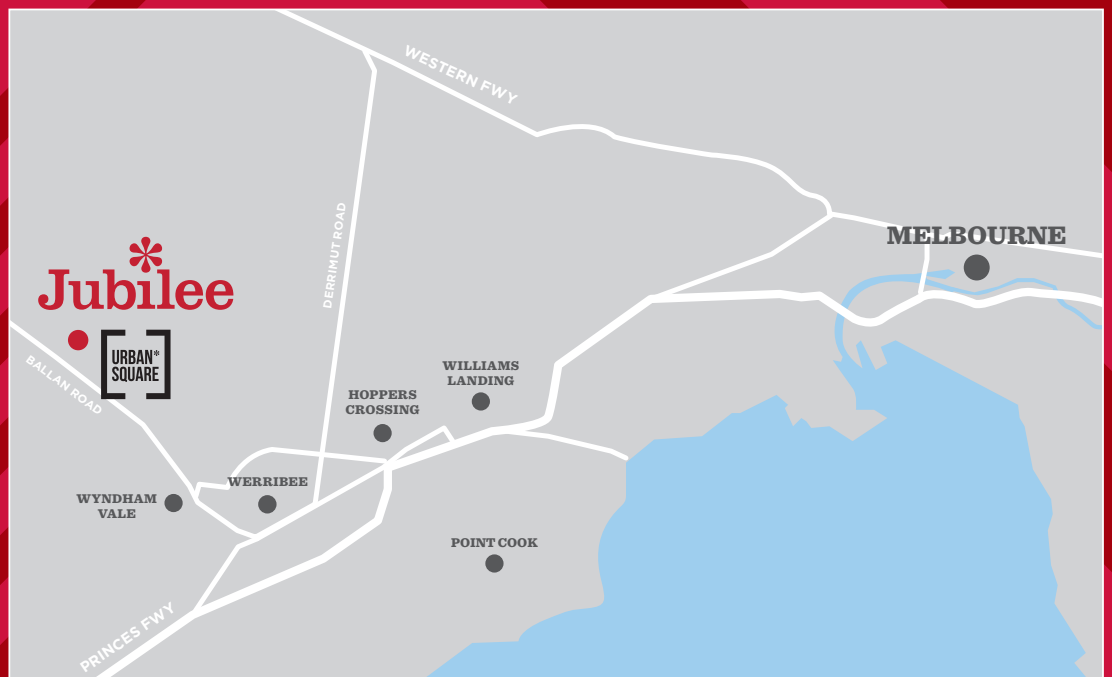 WESTERN FWY
DERRIMUT ROAD
MELBOURNE
Jubilee
URBAN*
SQUARE
BALLAN ROAD
WILLIAMS
LANDING
HOPPERS
CROSSING
WERRIBEE
WYNDHAM
VALE
POINT COOK
PRINCES FWY